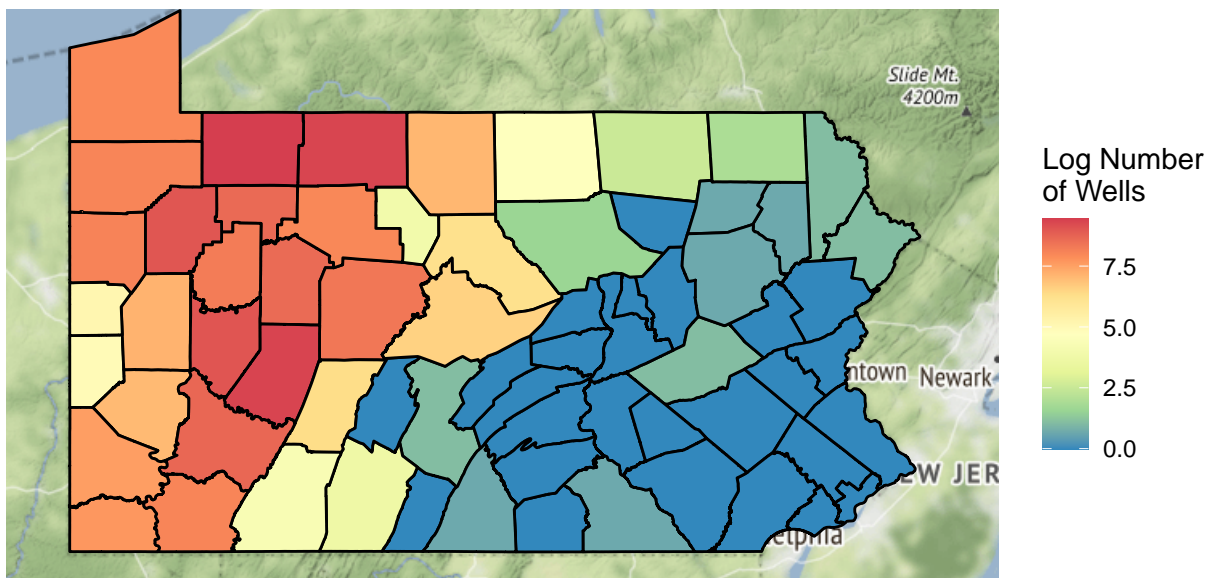 Slide Mt.
4200m
Log Number
of Wells
7.5
5.0
2.5
0.0
ntown
Newark
EW JER
elphia